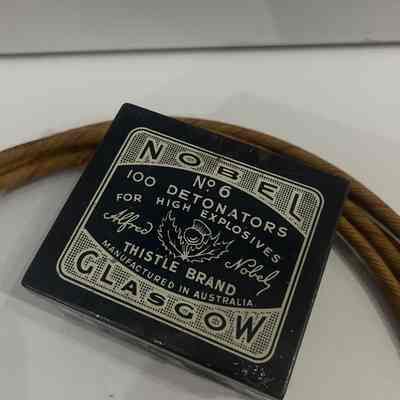 NOBEL
No 6
100 DETONATORS
FOR HIGH EXPLOSIVES
Alfred Nobel
THISTLE BRAND
MANUFACTURED IN AUSTRALIA.
GLASGOW